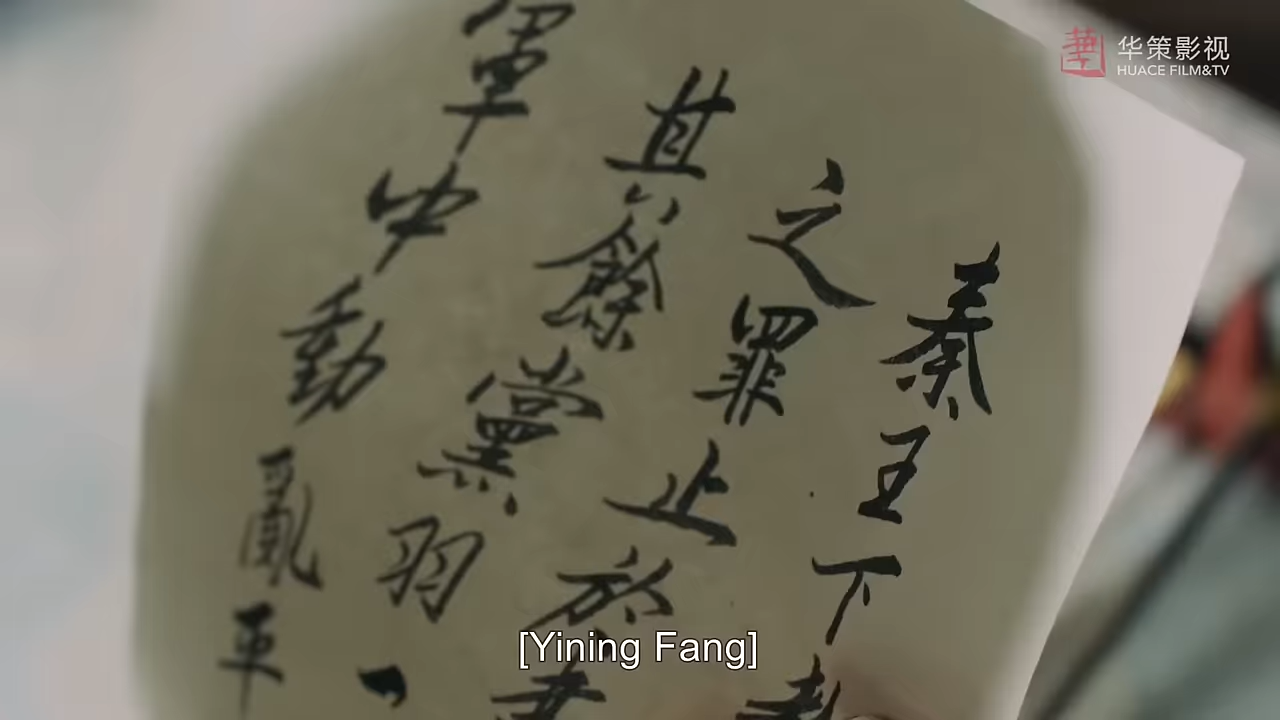 华策影视
HUACE FILM&TV
秦王下
之罪止於
其餘黨羽一
軍中動亂平
[Yining Fang]